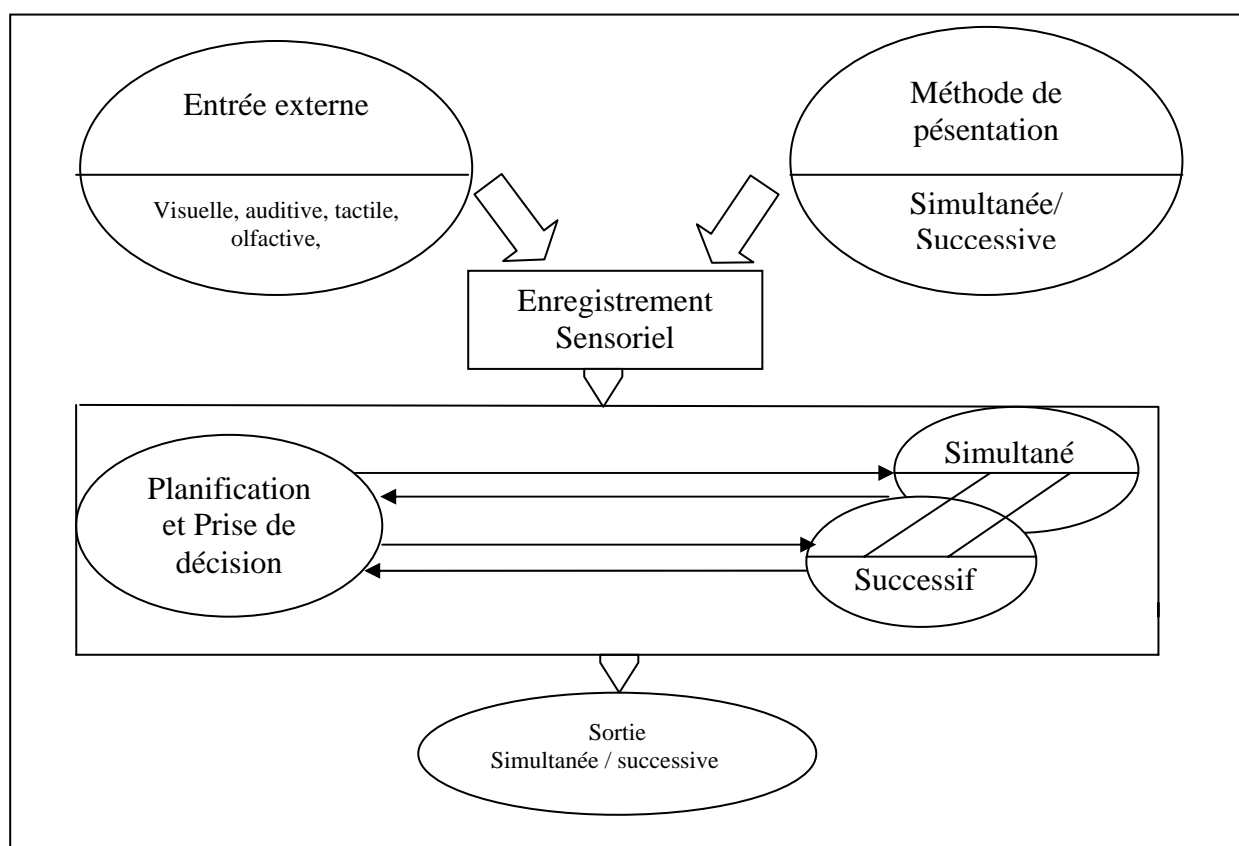 Entrée externe
Visuelle, auditive, tactile,
olfactive,
Méthode de
pésentation
Simultanée/
Successive
Enregistrement
Sensoriel
Planification
et Prise de
décision
Simultané
Successif
Sortie
Simultanée / successive